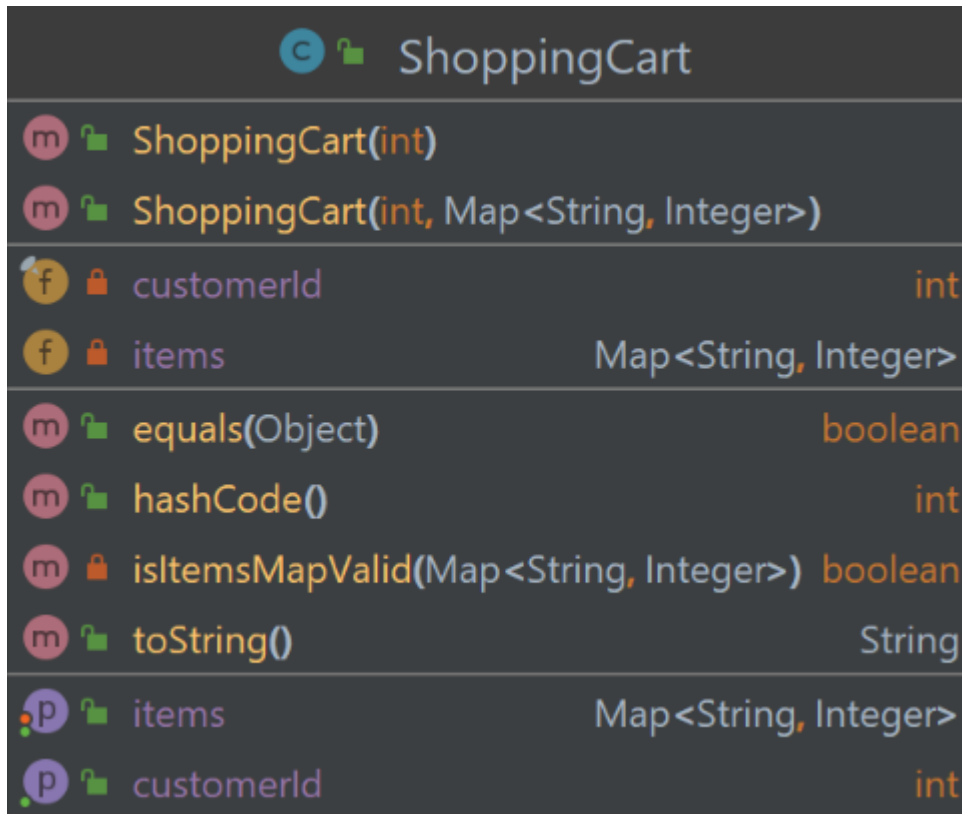 C ShoppingCart
m ShoppingCart(int)
m ShoppingCart(int, Map<String, Integer>)
f customerId int
f items Map<String, Integer>
m equals(Object) boolean
m hashCode() int
m isItemsMapValid(Map<String, Integer>) boolean
m toString() String
p items Map<String, Integer>
p customerId int